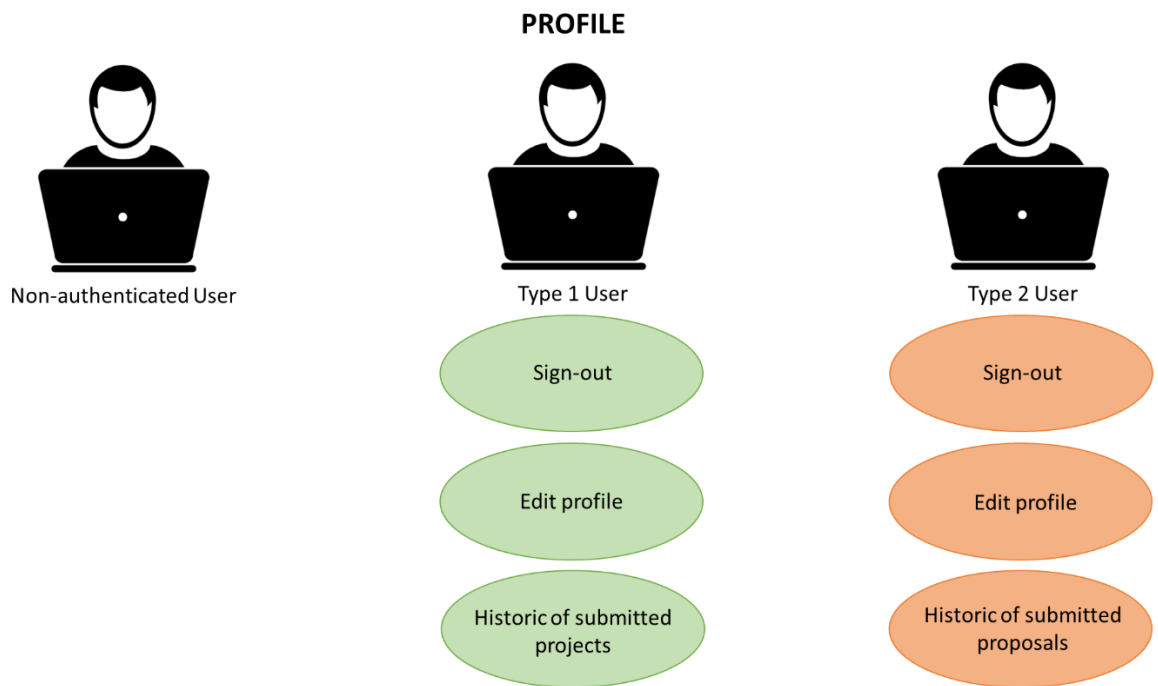 PROFILE
Non-authenticated User
Type 1 User
Type 2 User
Sign-out
Sign-out
Edit profile
Edit profile
Historic of submitted
projects
Historic of submitted
proposals